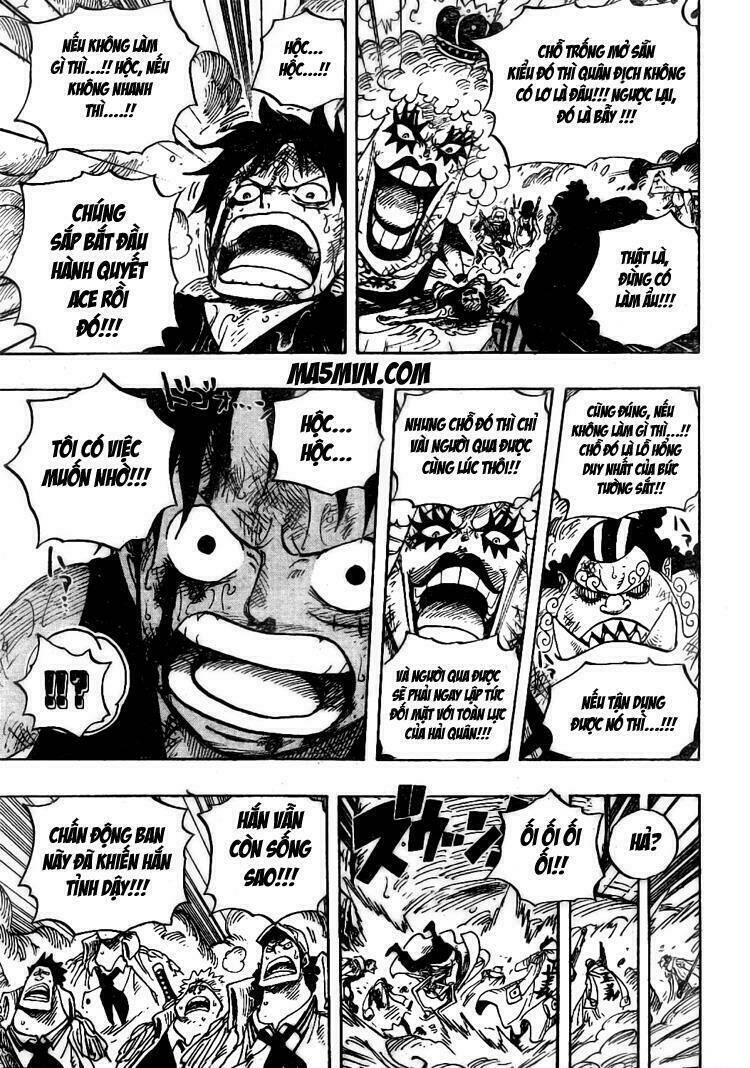 CHỖ TRỐNG MỞ SẴN
KIỂU ĐÓ THÌ QUÂN ĐỊCH KHÔNG
CÓ LƠ LÀ ĐÂU!!! NGƯỢC LẠI,
ĐÓ LÀ BẪY !!!
THẬT LÀ,
ĐỪNG CÓ
LÀM ẨU!!!
HỘC...
HỘC...!!
NẾU KHÔNG LÀM
GÌ THÌ...!! HỘC, NẾU
KHÔNG NHANH
THÌ....!!
CHÚNG
SẮP BẮT ĐẦU
HÀNH QUYẾT
ACE RỒI
ĐÓ!!!
MA5MVN.COM
CŨNG ĐÚNG, NẾU
KHÔNG LÀM GÌ THÌ...!!
CHỖ ĐÓ LÀ LỖ HỔNG
DUY NHẤT CỦA BỨC
TƯỜNG SẮT!!
NẾU TẬN DỤNG
ĐƯỢC NÓ THÌ...!!!
NHƯNG CHỖ ĐÓ THÌ CHỈ
VÀI NGƯỜI QUA ĐƯỢC
CÙNG LÚC THÔI!!
VÀ NGƯỜI QUA ĐƯỢC
SẼ PHẢI NGAY LẬP TỨC
ĐỐI MẶT VỚI TOÀN LỰC
CỦA HẢI QUÂN!!!
HỘC...
HỘC...
TÔI CÓ VIỆC
MUỐN NHỜ!!!
!!?
HẢ?
ỐI ỐI ỐI
ỐI!!
ズウーン
HẮN VẪN
CÒN SỐNG
SAO!!!
CHẤN ĐỘNG BAN
NÃY ĐÃ KHIẾN HẮN
TỈNH DẬY!!!